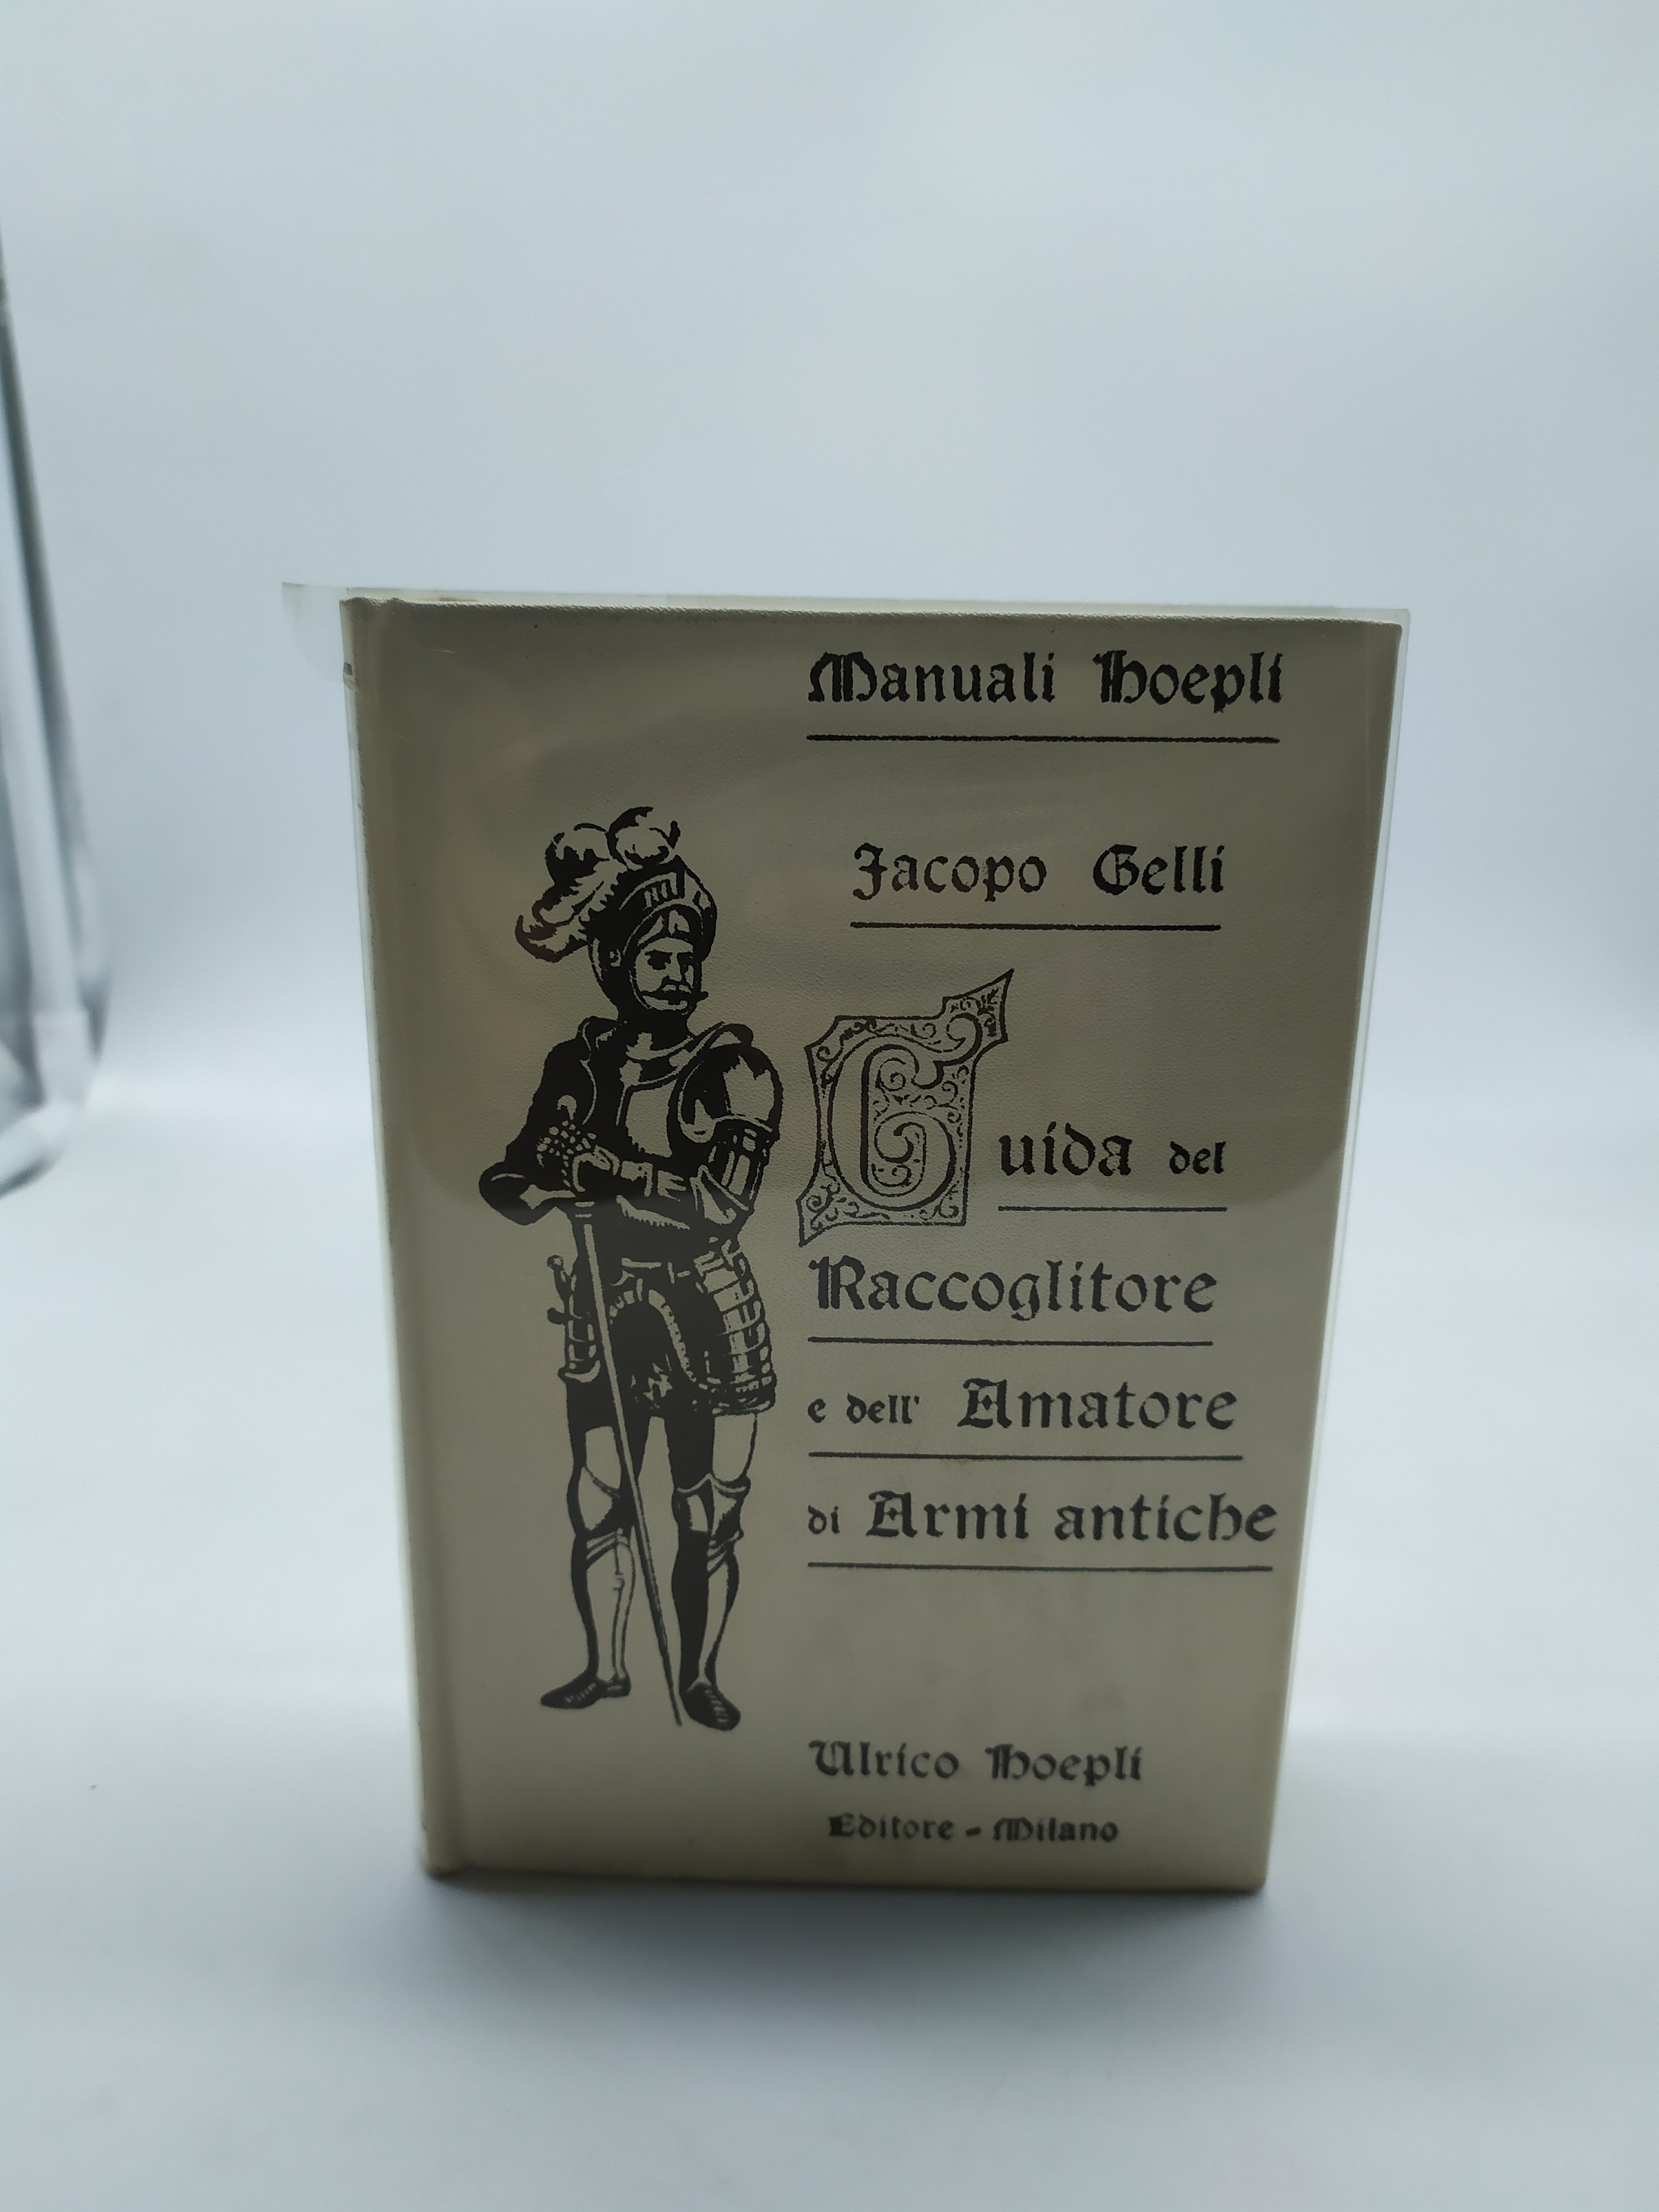 Manuali Hoepli
Jacopo Gelli
Guida del
Raccoglitore
e dell' Amatore
di Armi antiche
Ulrico Hoepli
Editore - Milano